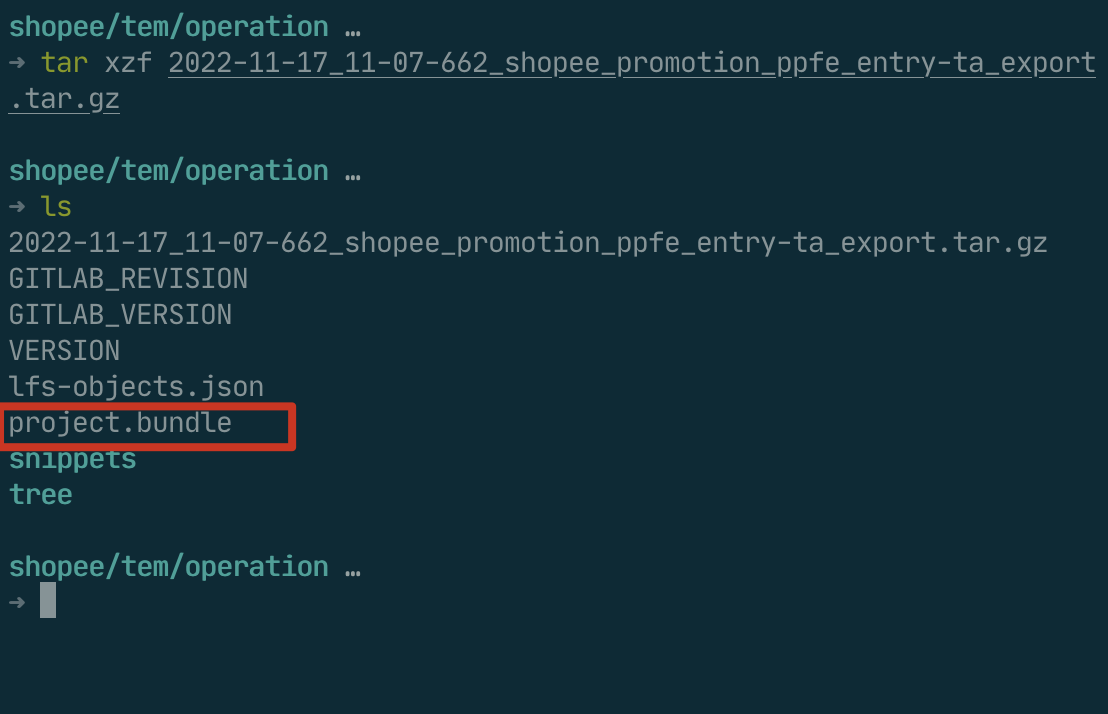 shopee/tem/operation …
→ tar xzf 2022-11-17_11-07-662_shopee_promotion_ppfe_entry-ta_export
.tar.gz
shopee/tem/operation …
→ ls
2022-11-17_11-07-662_shopee_promotion_ppfe_entry-ta_export.tar.gz
GITLAB_REVISION
GITLAB_VERSION
VERSION
lfs-objects.json
project.bundle
snippets
tree
shopee/tem/operation …
→